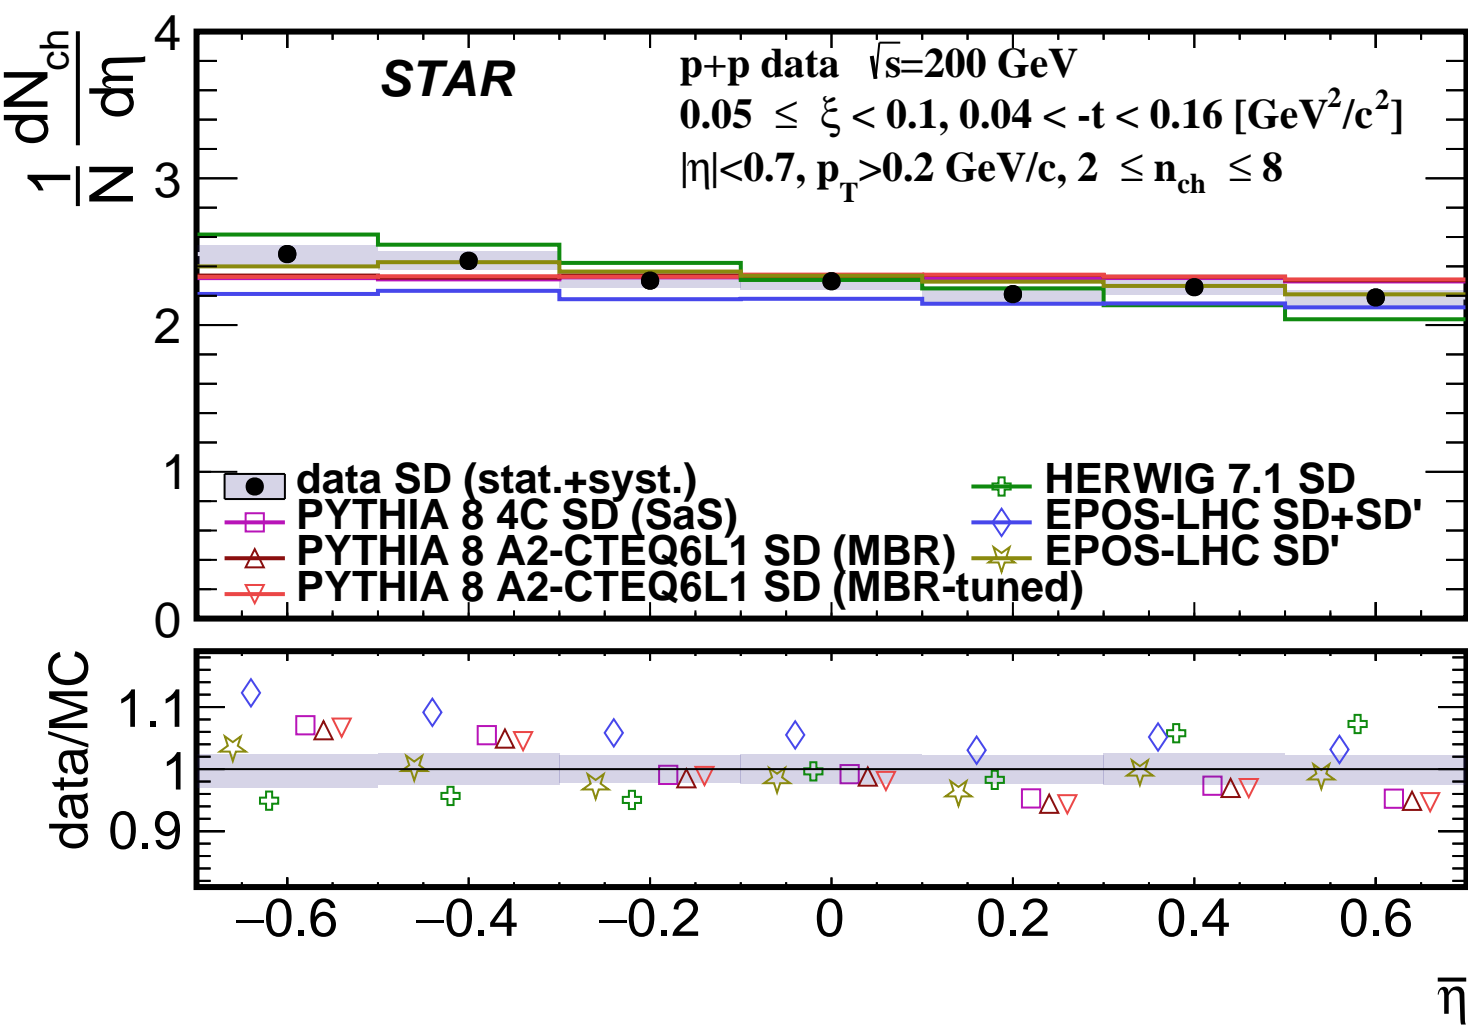 1/N dN_ch/dη
4
3
2
1
0
STAR
p+p data √s=200 GeV
0.05 ≤ ξ < 0.1, 0.04 < -t < 0.16 [GeV²/c²]
|η|<0.7, p_T>0.2 GeV/c, 2 ≤ n_ch ≤ 8
data SD (stat.+syst.)
PYTHIA 8 4C SD (SaS)
PYTHIA 8 A2-CTEQ6L1 SD (MBR)
PYTHIA 8 A2-CTEQ6L1 SD (MBR-tuned)
HERWIG 7.1 SD
EPOS-LHC SD+SD'
EPOS-LHC SD'
data/MC
1.1
1
0.9
−0.6 −0.4 −0.2 0 0.2 0.4 0.6
η̅